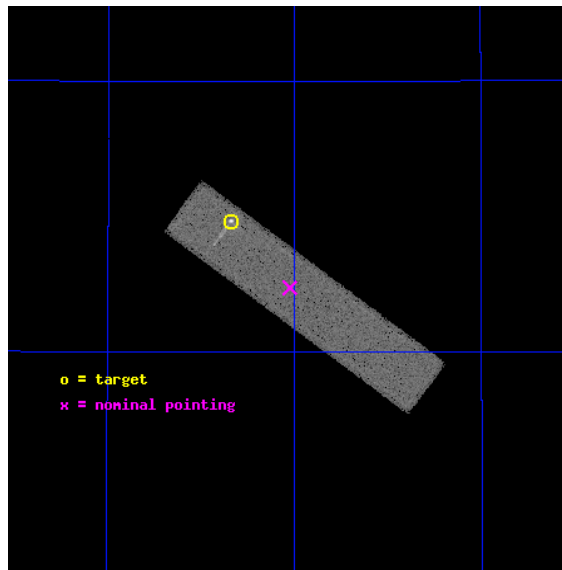 o = target
x = nominal pointing